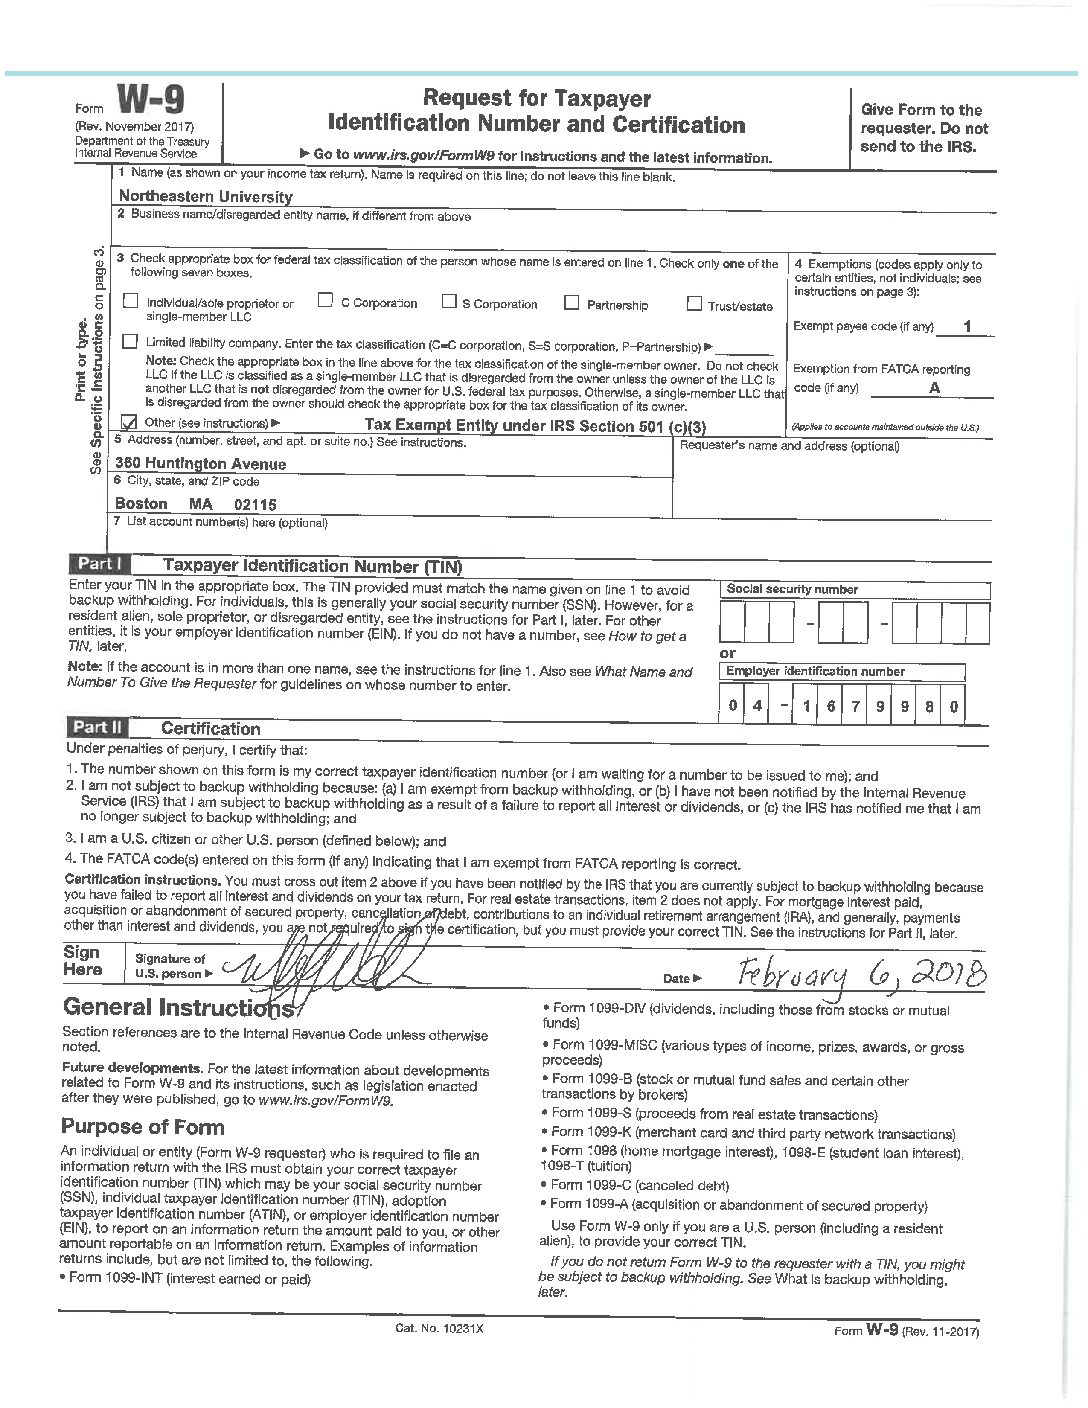 Form W-9
(Rev. November 2017)
Department of the Treasury
Internal Revenue Service
Request for Taxpayer
Identification Number and Certification
▶ Go to www.irs.gov/FormW9 for instructions and the latest information.
Give Form to the
requester. Do not
send to the IRS.
Print or type.
See Specific Instructions on page 3.
1 Name (as shown on your income tax return). Name is required on this line; do not leave this line blank.
Northeastern University
2 Business name/disregarded entity name, if different from above
3 Check appropriate box for federal tax classification of the person whose name is entered on line 1. Check only one of the
following seven boxes.
Individual/sole proprietor or
single-member LLC
C Corporation
S Corporation
Partnership
Trust/estate
Limited liability company. Enter the tax classification (C=C corporation, S=S corporation, P=Partnership) ▶
Note: Check the appropriate box in the line above for the tax classification of the single-member owner. Do not check
LLC if the LLC is classified as a single-member LLC that is disregarded from the owner unless the owner of the LLC is
another LLC that is not disregarded from the owner for U.S. federal tax purposes. Otherwise, a single-member LLC that
is disregarded from the owner should check the appropriate box for the tax classification of its owner.
Other (see instructions) ▶ Tax Exempt Entity under IRS Section 501 (c)(3)
4 Exemptions (codes apply only to
certain entities, not individuals; see
instructions on page 3):
Exempt payee code (if any) 1
Exemption from FATCA reporting
code (if any) A
(Applies to accounts maintained outside the U.S.)
5 Address (number, street, and apt. or suite no.) See instructions.
360 Huntington Avenue
Requester's name and address (optional)
6 City, state, and ZIP code
Boston MA 02115
7 List account number(s) here (optional)
Part I Taxpayer Identification Number (TIN)
Enter your TIN in the appropriate box. The TIN provided must match the name given on line 1 to avoid
backup withholding. For individuals, this is generally your social security number (SSN). However, for a
resident alien, sole proprietor, or disregarded entity, see the instructions for Part I, later. For other
entities, it is your employer identification number (EIN). If you do not have a number, see How to get a
TIN, later.
Note: If the account is in more than one name, see the instructions for line 1. Also see What Name and
Number To Give the Requester for guidelines on whose number to enter.
Social security number
– –
or
Employer identification number
0 4 – 1 6 7 9 9 8 0
Part II Certification
Under penalties of perjury, I certify that:
1. The number shown on this form is my correct taxpayer identification number (or I am waiting for a number to be issued to me); and
2. I am not subject to backup withholding because: (a) I am exempt from backup withholding, or (b) I have not been notified by the Internal Revenue
Service (IRS) that I am subject to backup withholding as a result of a failure to report all interest or dividends, or (c) the IRS has notified me that I am
no longer subject to backup withholding; and
3. I am a U.S. citizen or other U.S. person (defined below); and
4. The FATCA code(s) entered on this form (if any) indicating that I am exempt from FATCA reporting is correct.
Certification instructions. You must cross out item 2 above if you have been notified by the IRS that you are currently subject to backup withholding because
you have failed to report all interest and dividends on your tax return. For real estate transactions, item 2 does not apply. For mortgage interest paid,
acquisition or abandonment of secured property, cancellation of debt, contributions to an individual retirement arrangement (IRA), and generally, payments
other than interest and dividends, you are not required to sign the certification, but you must provide your correct TIN. See the instructions for Part II, later.
Sign
Here
Signature of
U.S. person ▶
Date ▶ February 6, 2018
General Instructions
Section references are to the Internal Revenue Code unless otherwise
noted.
Future developments. For the latest information about developments
related to Form W-9 and its instructions, such as legislation enacted
after they were published, go to www.irs.gov/FormW9.
Purpose of Form
An individual or entity (Form W-9 requester) who is required to file an
information return with the IRS must obtain your correct taxpayer
identification number (TIN) which may be your social security number
(SSN), individual taxpayer identification number (ITIN), adoption
taxpayer identification number (ATIN), or employer identification number
(EIN), to report on an information return the amount paid to you, or other
amount reportable on an information return. Examples of information
returns include, but are not limited to, the following.
• Form 1099-INT (interest earned or paid)
• Form 1099-DIV (dividends, including those from stocks or mutual
funds)
• Form 1099-MISC (various types of income, prizes, awards, or gross
proceeds)
• Form 1099-B (stock or mutual fund sales and certain other
transactions by brokers)
• Form 1099-S (proceeds from real estate transactions)
• Form 1099-K (merchant card and third party network transactions)
• Form 1098 (home mortgage interest), 1098-E (student loan interest),
1098-T (tuition)
• Form 1099-C (canceled debt)
• Form 1099-A (acquisition or abandonment of secured property)
Use Form W-9 only if you are a U.S. person (including a resident
alien), to provide your correct TIN.
If you do not return Form W-9 to the requester with a TIN, you might
be subject to backup withholding. See What is backup withholding,
later.
Cat. No. 10231X
Form W-9 (Rev. 11-2017)